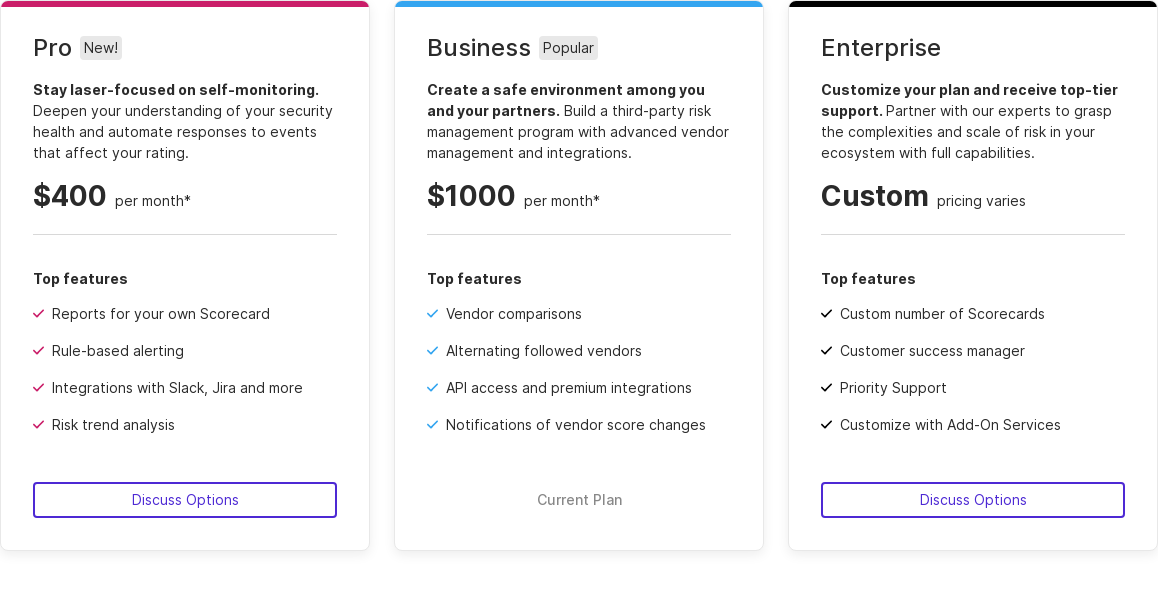 Pro New!
Stay laser-focused on self-monitoring.
Deepen your understanding of your security
health and automate responses to events
that affect your rating.
$400 per month*
Top features
Reports for your own Scorecard
Rule-based alerting
Integrations with Slack, Jira and more
Risk trend analysis
Discuss Options
Business Popular
Create a safe environment among you
and your partners. Build a third-party risk
management program with advanced vendor
management and integrations.
$1000 per month*
Top features
Vendor comparisons
Alternating followed vendors
API access and premium integrations
Notifications of vendor score changes
Current Plan
Enterprise
Customize your plan and receive top-tier
support. Partner with our experts to grasp
the complexities and scale of risk in your
ecosystem with full capabilities.
Custom pricing varies
Top features
Custom number of Scorecards
Customer success manager
Priority Support
Customize with Add-On Services
Discuss Options